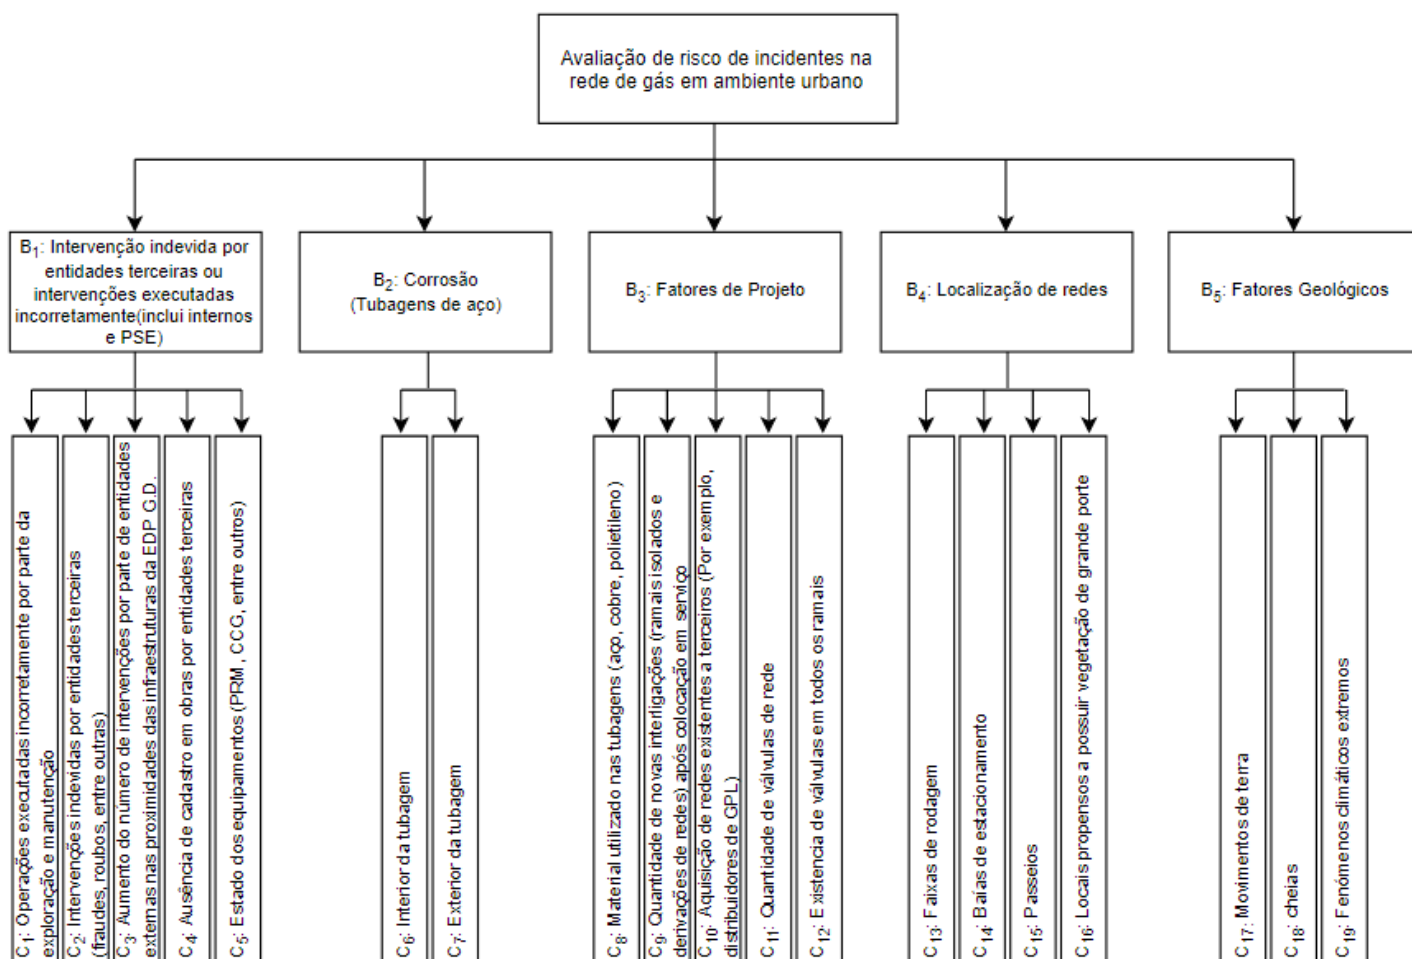 Avaliação de risco de incidentes na
rede de gás em ambiente urbano
B1: Intervenção indevida por
entidades terceiras ou
intervenções executadas
incorretamente(inclui internos
e PSE)
B2: Corrosão
(Tubagens de aço)
B3: Fatores de Projeto
B4: Localização de redes
B5: Fatores Geológicos
C1: Operações executadas incorretamente por parte da
exploração e manutenção
C2: Intervenções indevidas por entidades terceiras
(fraudes, roubos, entre outras)
C3: Aumento do número de intervenções por parte de entidades
externas nas proximidades das infraestruturas da EDP G.D.
C4: Ausência de cadastro em obras por entidades terceiras
C5: Estado dos equipamentos (PRM, CCG, entre outros)
C6: Interior da tubagem
C7: Exterior da tubagem
C8: Material utilizado nas tubagens (aço, cobre, polietileno)
C9: Quantidade de novas interligações (ramais isolados e
derivações de redes) após colocação em serviço
C10: Aquisição de redes existentes a terceiros (Por exemplo,
distribuidores de GPL)
C11: Quantidade de válvulas de rede
C12: Existencia de válvulas em todos os ramais
C13: Faixas de rodagem
C14: Baías de estacionamento
C15: Passeios
C16: Locais propensos a possuir vegetação de grande porte
C17: Movimentos de terra
C18: cheias
C19: Fenómenos climáticos extremos